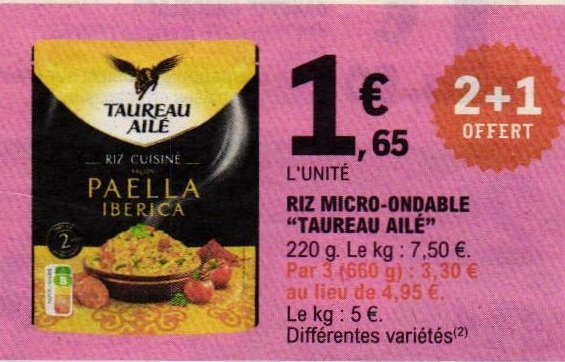 TAUREAU
AILÉ
RIZ CUISINÉ
FAÇON
PAELLA
IBERICA
2
1€,65
L'UNITÉ
2+1
OFFERT
RIZ MICRO-ONDABLE
“TAUREAU AILÉ”
220 g. Le kg : 7,50 €.
Par 3 (660 g) : 3,30 €
au lieu de 4,95 €.
Le kg : 5 €.
Différentes variétés(2)